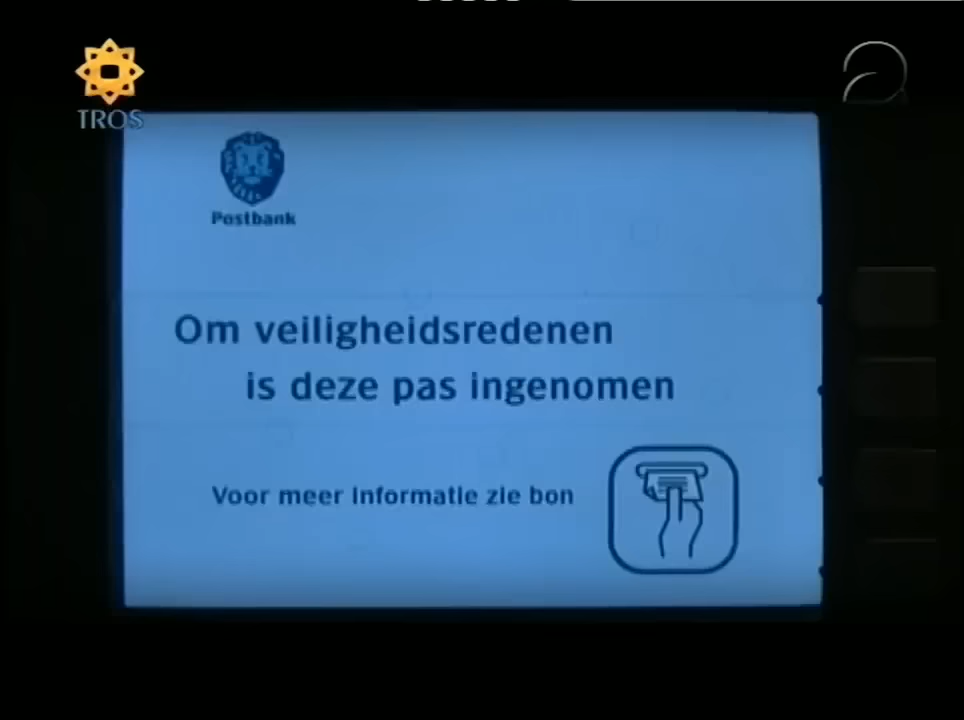 TROS
Postbank
Om veiligheidsredenen
is deze pas ingenomen
Voor meer informatie zie bon